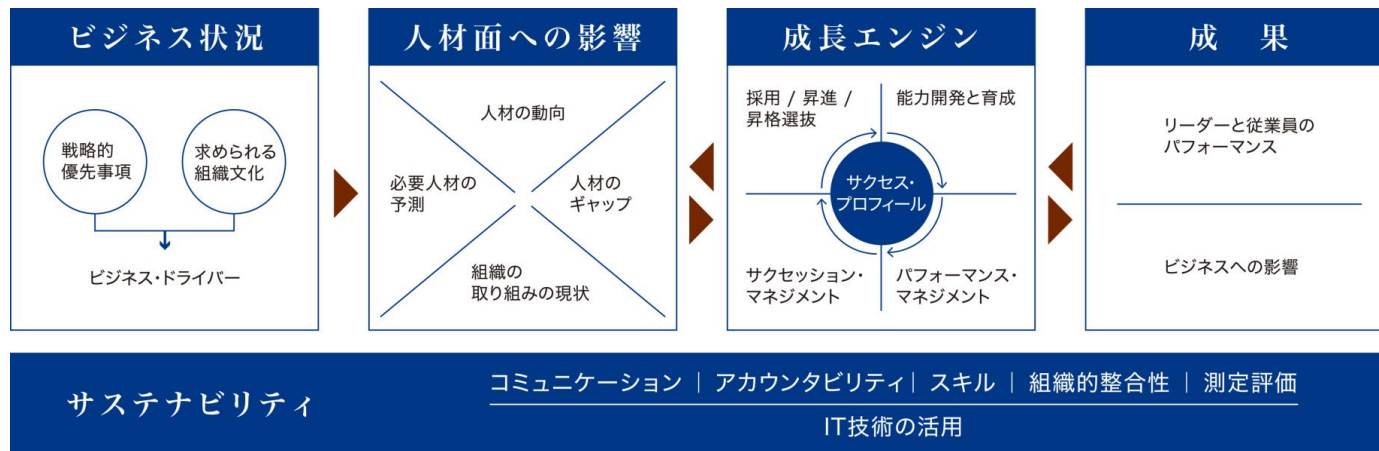 ビジネス状況
戦略的
優先事項
求められる
組織文化
ビジネス・ドライバー
人材面への影響
人材の動向
必要人材の
予測
人材の
ギャップ
組織の
取り組みの現状
成長エンジン
採用 / 昇進 /
昇格選抜
能力開発と育成
サクセス・
プロフィール
サクセッション・
マネジメント
パフォーマンス・
マネジメント
成　果
リーダーと従業員の
パフォーマンス
ビジネスへの影響
サステナビリティ
コミュニケーション | アカウンタビリティ | スキル | 組織的整合性 | 測定評価
IT技術の活用